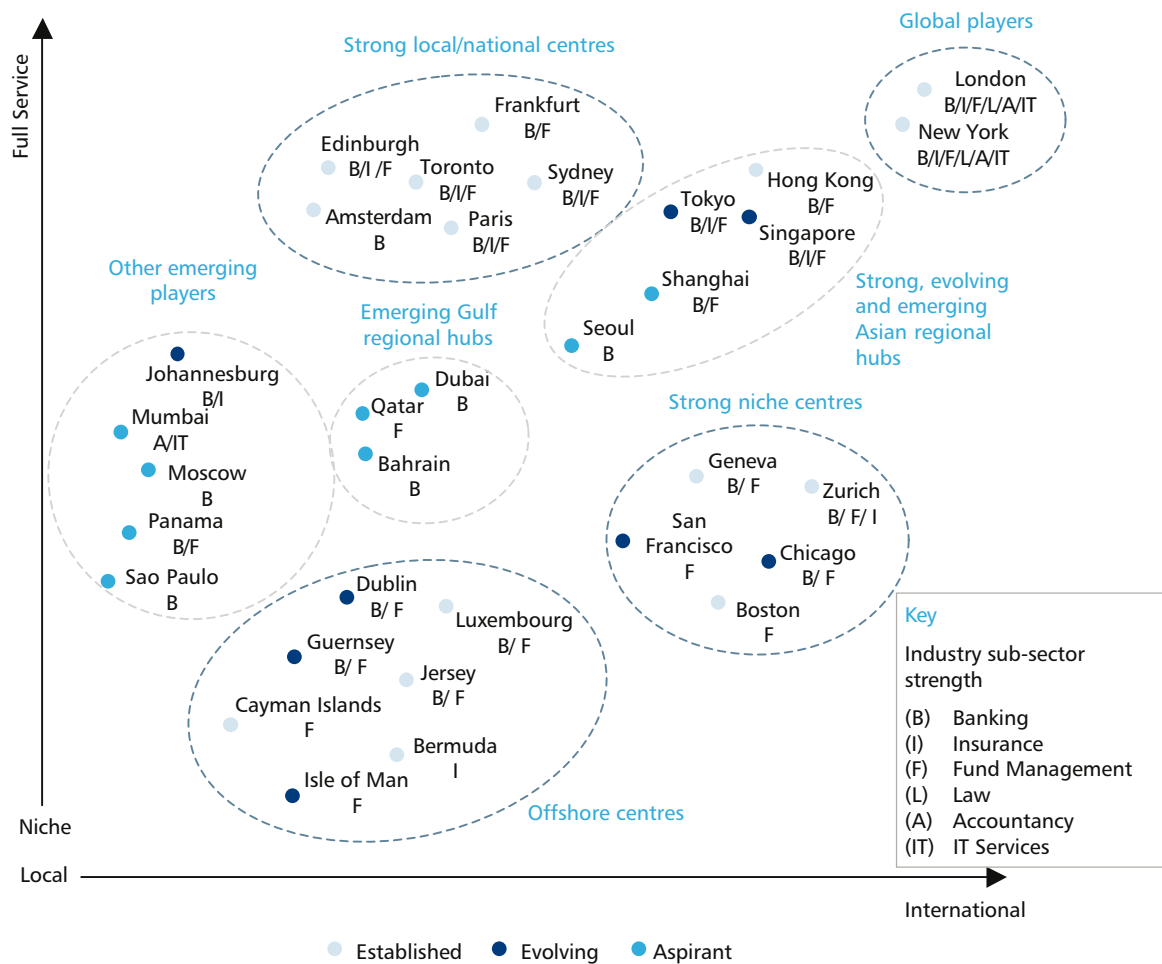 Full Service
Global players
London
B/I/F/L/A/IT
New York
B/I/F/L/A/IT
Strong local/national centres
Frankfurt
B/F
Edinburgh
B/I /F
Toronto
B/I/F
Sydney
B/I/F
Amsterdam
B
Paris
B/I/F
Hong Kong
B/F
Tokyo
B/I/F
Singapore
B/I/F
Shanghai
B/F
Seoul
B
Strong, evolving
and emerging
Asian regional
hubs
Other emerging
players
Johannesburg
B/I
Mumbai
A/IT
Moscow
B
Panama
B/F
Sao Paulo
B
Emerging Gulf
regional hubs
Dubai
B
Qatar
F
Bahrain
B
Strong niche centres
Geneva
B/ F
Zurich
B/ F/ I
San
Francisco
F
Chicago
B/ F
Boston
F
Dublin
B/ F
Luxembourg
B/ F
Guernsey
B/ F
Jersey
B/ F
Cayman Islands
F
Bermuda
I
Isle of Man
F
Offshore centres
Key
Industry sub-sector
strength
(B) Banking
(I) Insurance
(F) Fund Management
(L) Law
(A) Accountancy
(IT) IT Services
Niche
Local
International
Established
Evolving
Aspirant